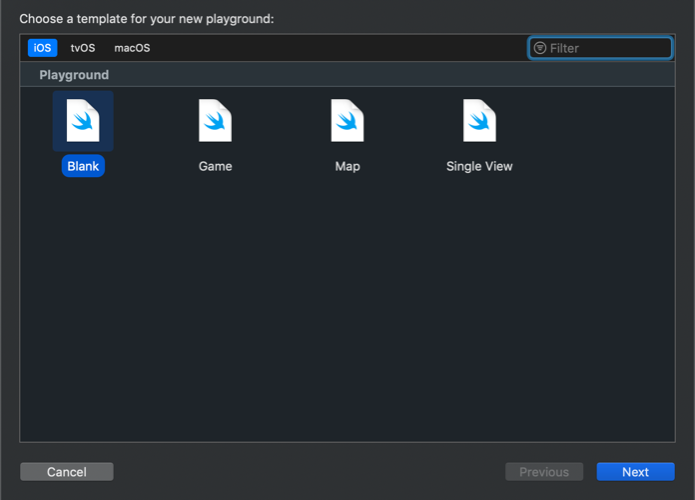 Choose a template for your new playground:
iOS tvOS macOS Filter
Playground
Blank Game Map Single View
Cancel Previous Next